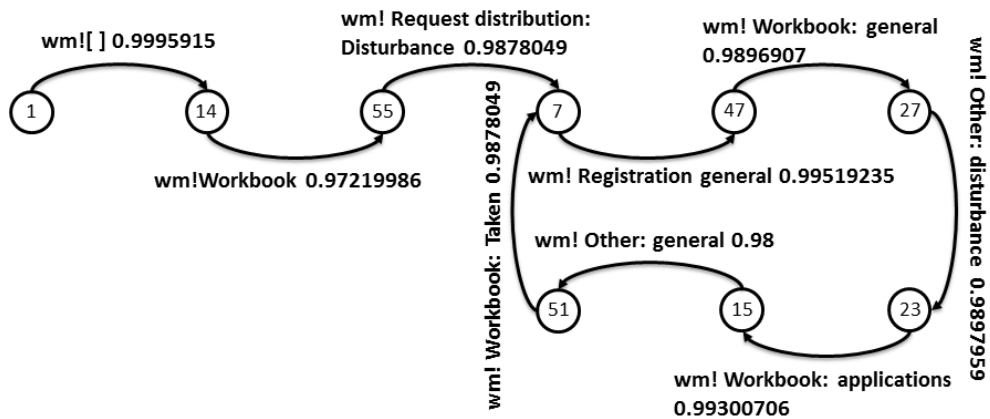 wm![ ] 0.9995915
wm! Request distribution:
Disturbance 0.9878049
wm! Workbook: general
0.9896907
1
14
55
7
47
27
wm!Workbook 0.97219986
wm! Registration general 0.99519235
wm! Workbook: Taken 0.9878049
wm! Other: disturbance 0.9897959
wm! Other: general 0.98
51
15
23
wm! Workbook: applications
0.99300706